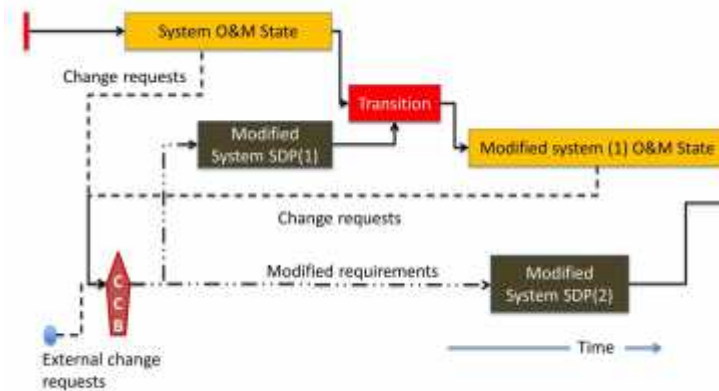 System O&M State
Change requests
Transition
Modified
System SDP(1)
Modified system (1) O&M State
Change requests
C
C
B
Modified requirements
Modified
System SDP(2)
External change
requests
Time